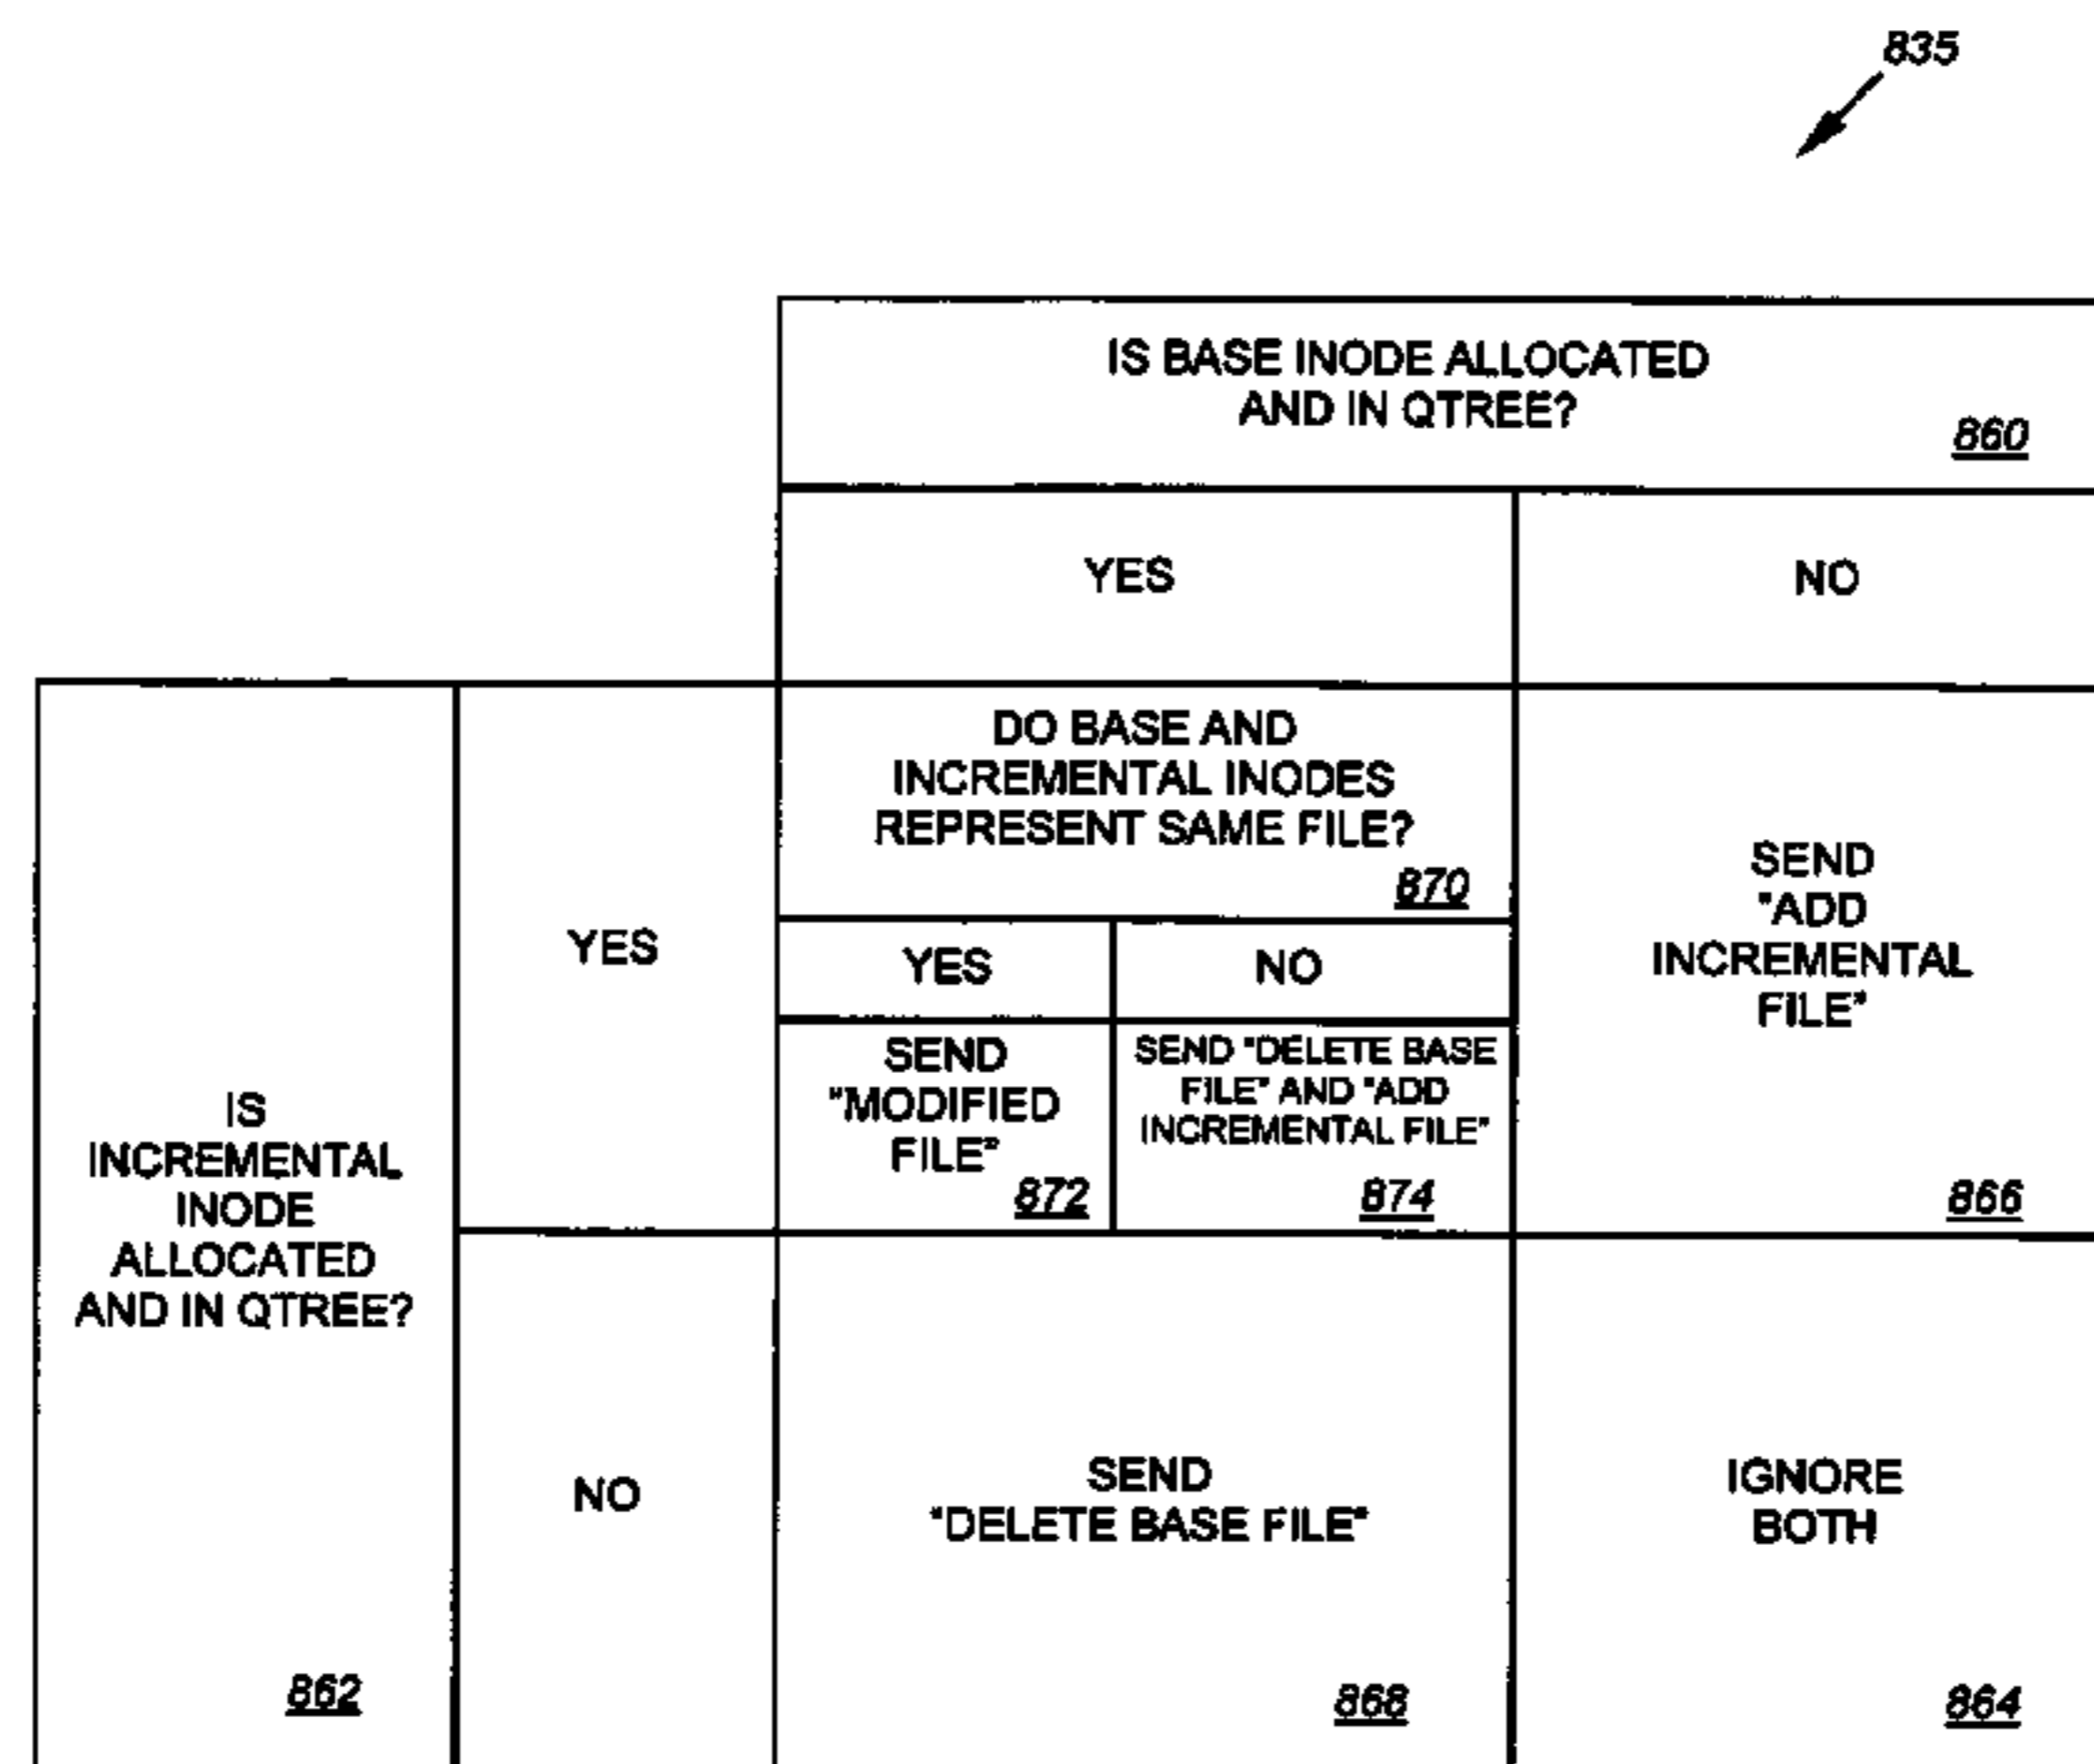 835
IS BASE INODE ALLOCATED
AND IN QTREE?
860
YES
NO
DO BASE AND
INCREMENTAL INODES
REPRESENT SAME FILE?
870
YES
NO
YES
SEND
"MODIFIED
FILE"
872
SEND "DELETE BASE
FILE" AND "ADD
INCREMENTAL FILE"
874
SEND
"ADD
INCREMENTAL
FILE"
866
IS
INCREMENTAL
INODE
ALLOCATED
AND IN QTREE?
862
NO
SEND
"DELETE BASE FILE"
868
IGNORE
BOTH
864